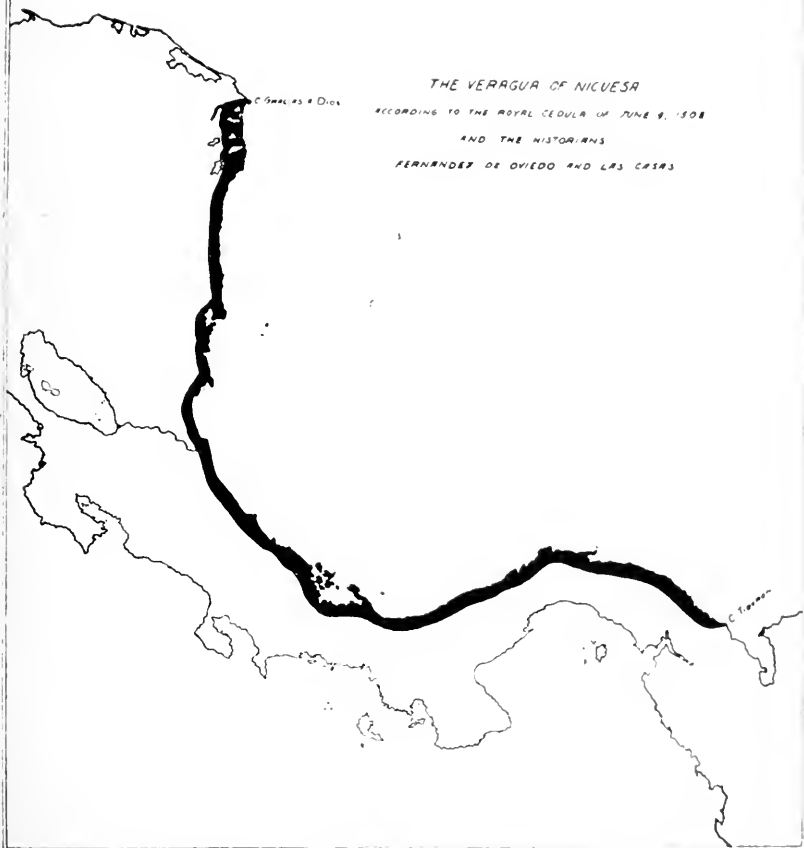 THE VERAGUA OF NICUESA
ACCORDING TO THE ROYAL CEDULA OF JUNE 9, 1508
AND THE HISTORIANS
FERNANDEZ DE OVIEDO AND LAS CASAS
C. GRACIAS A DIOS
C. TIBURON